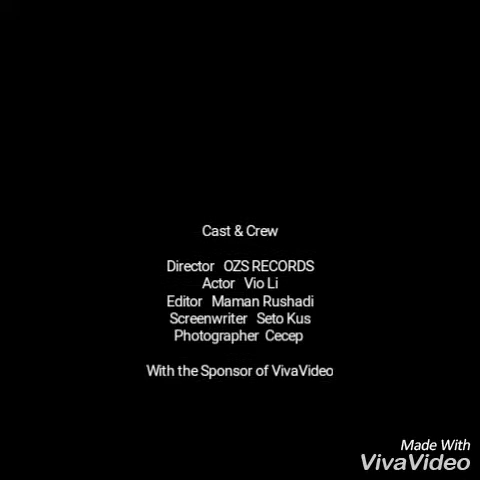 Cast & Crew
Director OZS RECORDS
Actor Vio Li
Editor Maman Rushadi
Screenwriter Seto Kus
Photographer Cecep
With the Sponsor of VivaVideo
Made With
VivaVideo